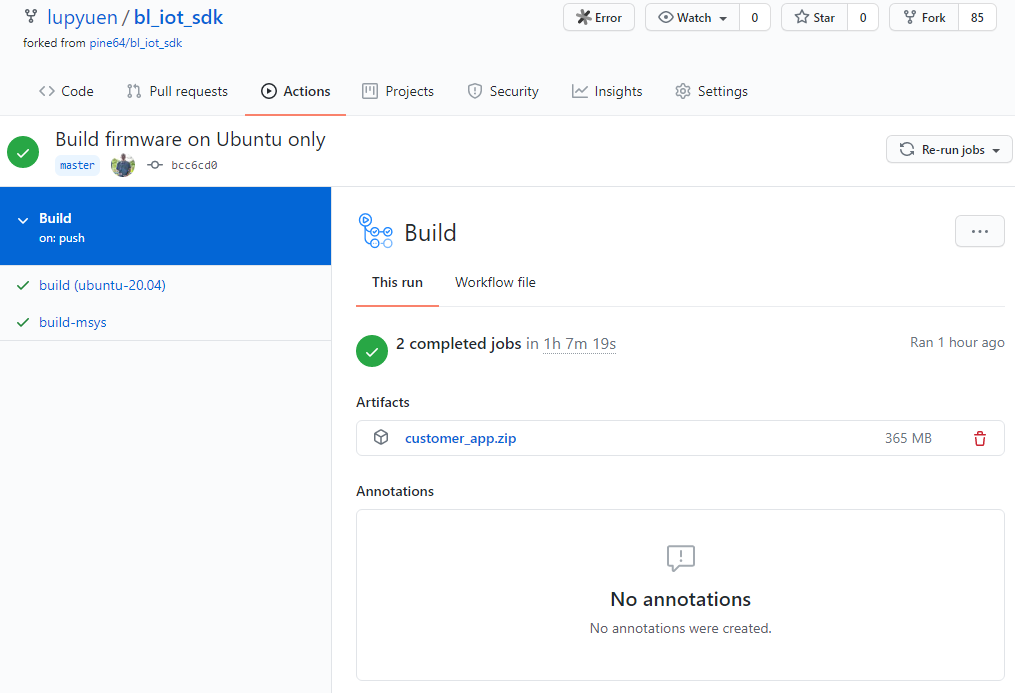 lupyuen / bl_iot_sdk
Error
Watch
0
Star
0
Fork
85
forked from pine64/bl_iot_sdk
Code
Pull requests
Actions
Projects
Security
Insights
Settings
Build firmware on Ubuntu only
master
bcc6cd0
Re-run jobs
Build
on: push
build (ubuntu-20.04)
build-msys
Build
...
This run
Workflow file
2 completed jobs in 1h 7m 19s
Ran 1 hour ago
Artifacts
customer_app.zip
365 MB
Annotations
No annotations
No annotations were created.